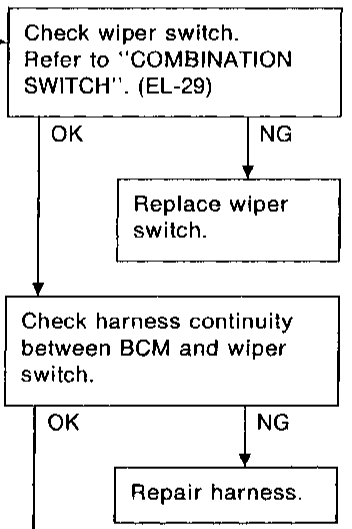 Check wiper switch.
Refer to "COMBINATION
SWITCH". (EL-29)
OK
NG
Replace wiper
switch.
Check harness continuity
between BCM and wiper
switch.
OK
NG
Repair harness.